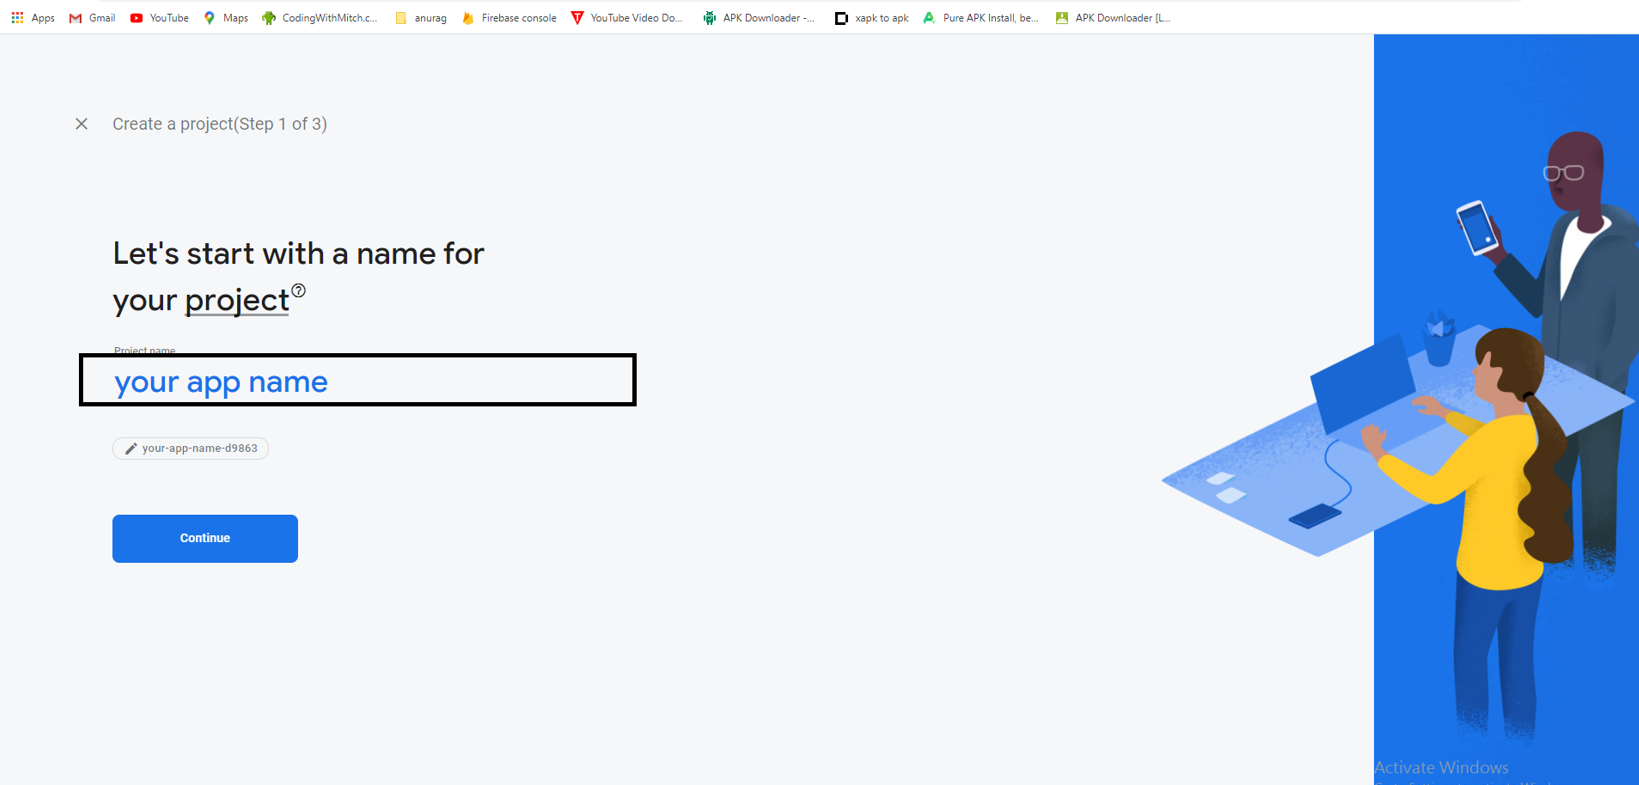 Apps Gmail YouTube Maps CodingWithMitch.c... anurag Firebase console YouTube Video Do... APK Downloader -... xapk to apk Pure APK Install, be... APK Downloader [L...
Create a project(Step 1 of 3)
Let's start with a name for
your project
Project name
your app name
your-app-name-d9863
Continue
Activate Windows